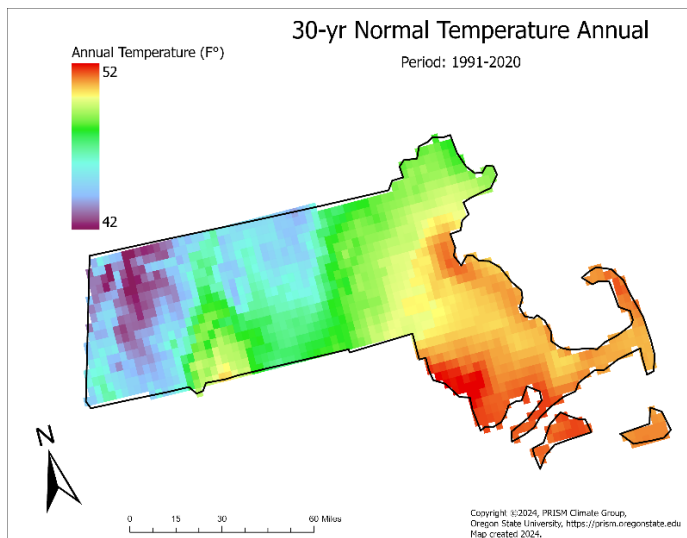 30-yr Normal Temperature Annual
Period: 1991-2020
Annual Temperature (F°)
52
42
N
0 15 30 60 Miles
Copyright ©2024, PRISM Climate Group,
Oregon State University, https://prism.oregonstate.edu
Map created 2024.